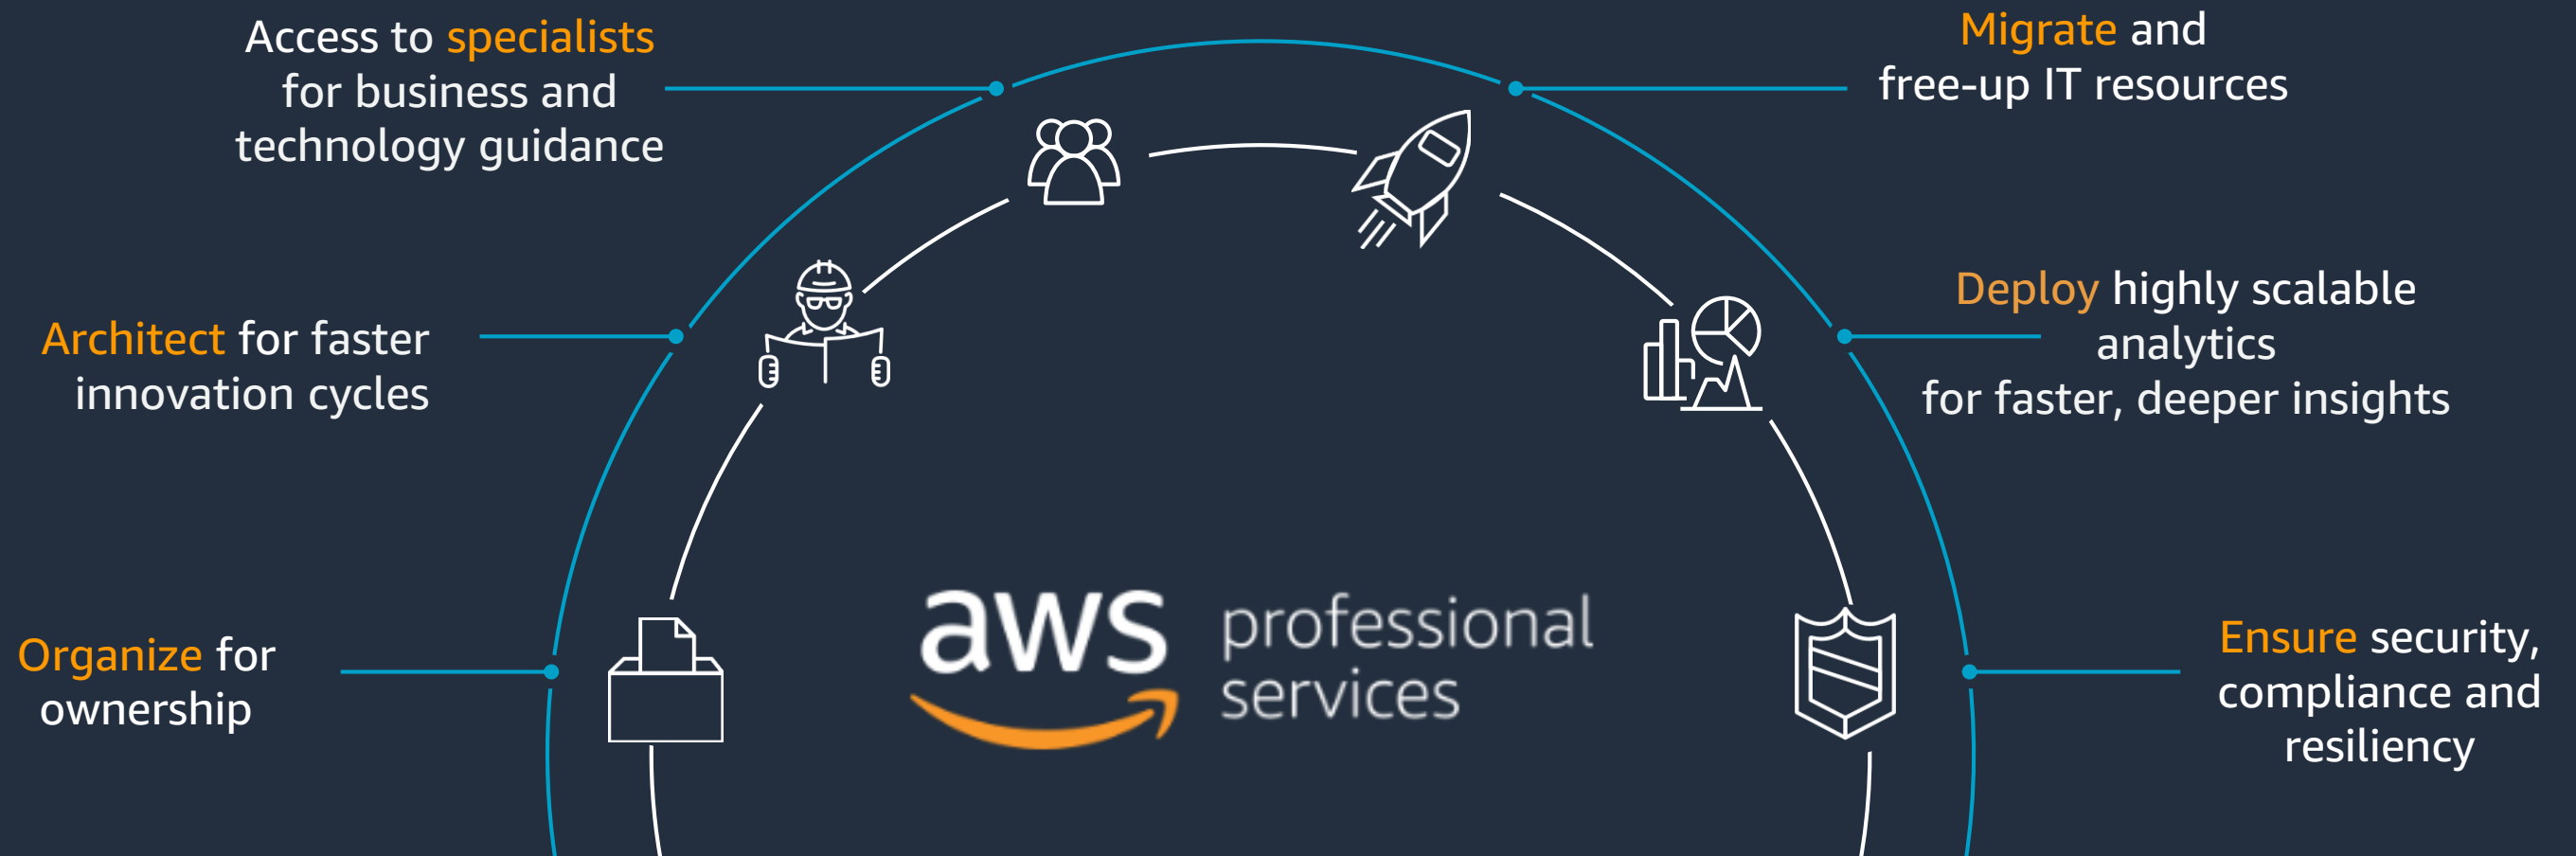 Access to specialists
for business and
technology guidance
Migrate and
free-up IT resources
Architect for faster
innovation cycles
Deploy highly scalable
analytics
for faster, deeper insights
Organize for
ownership
aws professional
services
Ensure security,
compliance and
resiliency